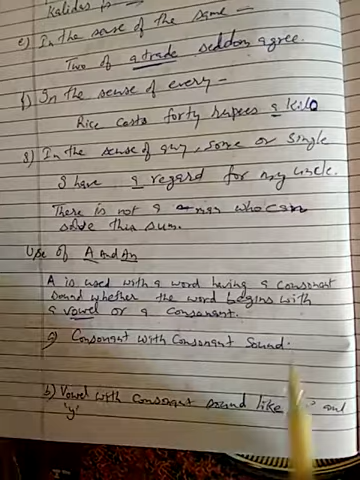 Kalidas is
e) In the sense of the same -
Two of a trade seldom agree.
f) In the sense of every -
Rice costs forty rupees a kilo
g) In the sense of any, some or single
I have a regard for my uncle.
There is not a man who can
solve this sum.
Use of A and An
A is used with a word having a consonant
sound whether the word begins with
a vowel or a consonant.
a) Consonant with Consonant Sound.
b) Vowel with consonant sound like ' and
'y'